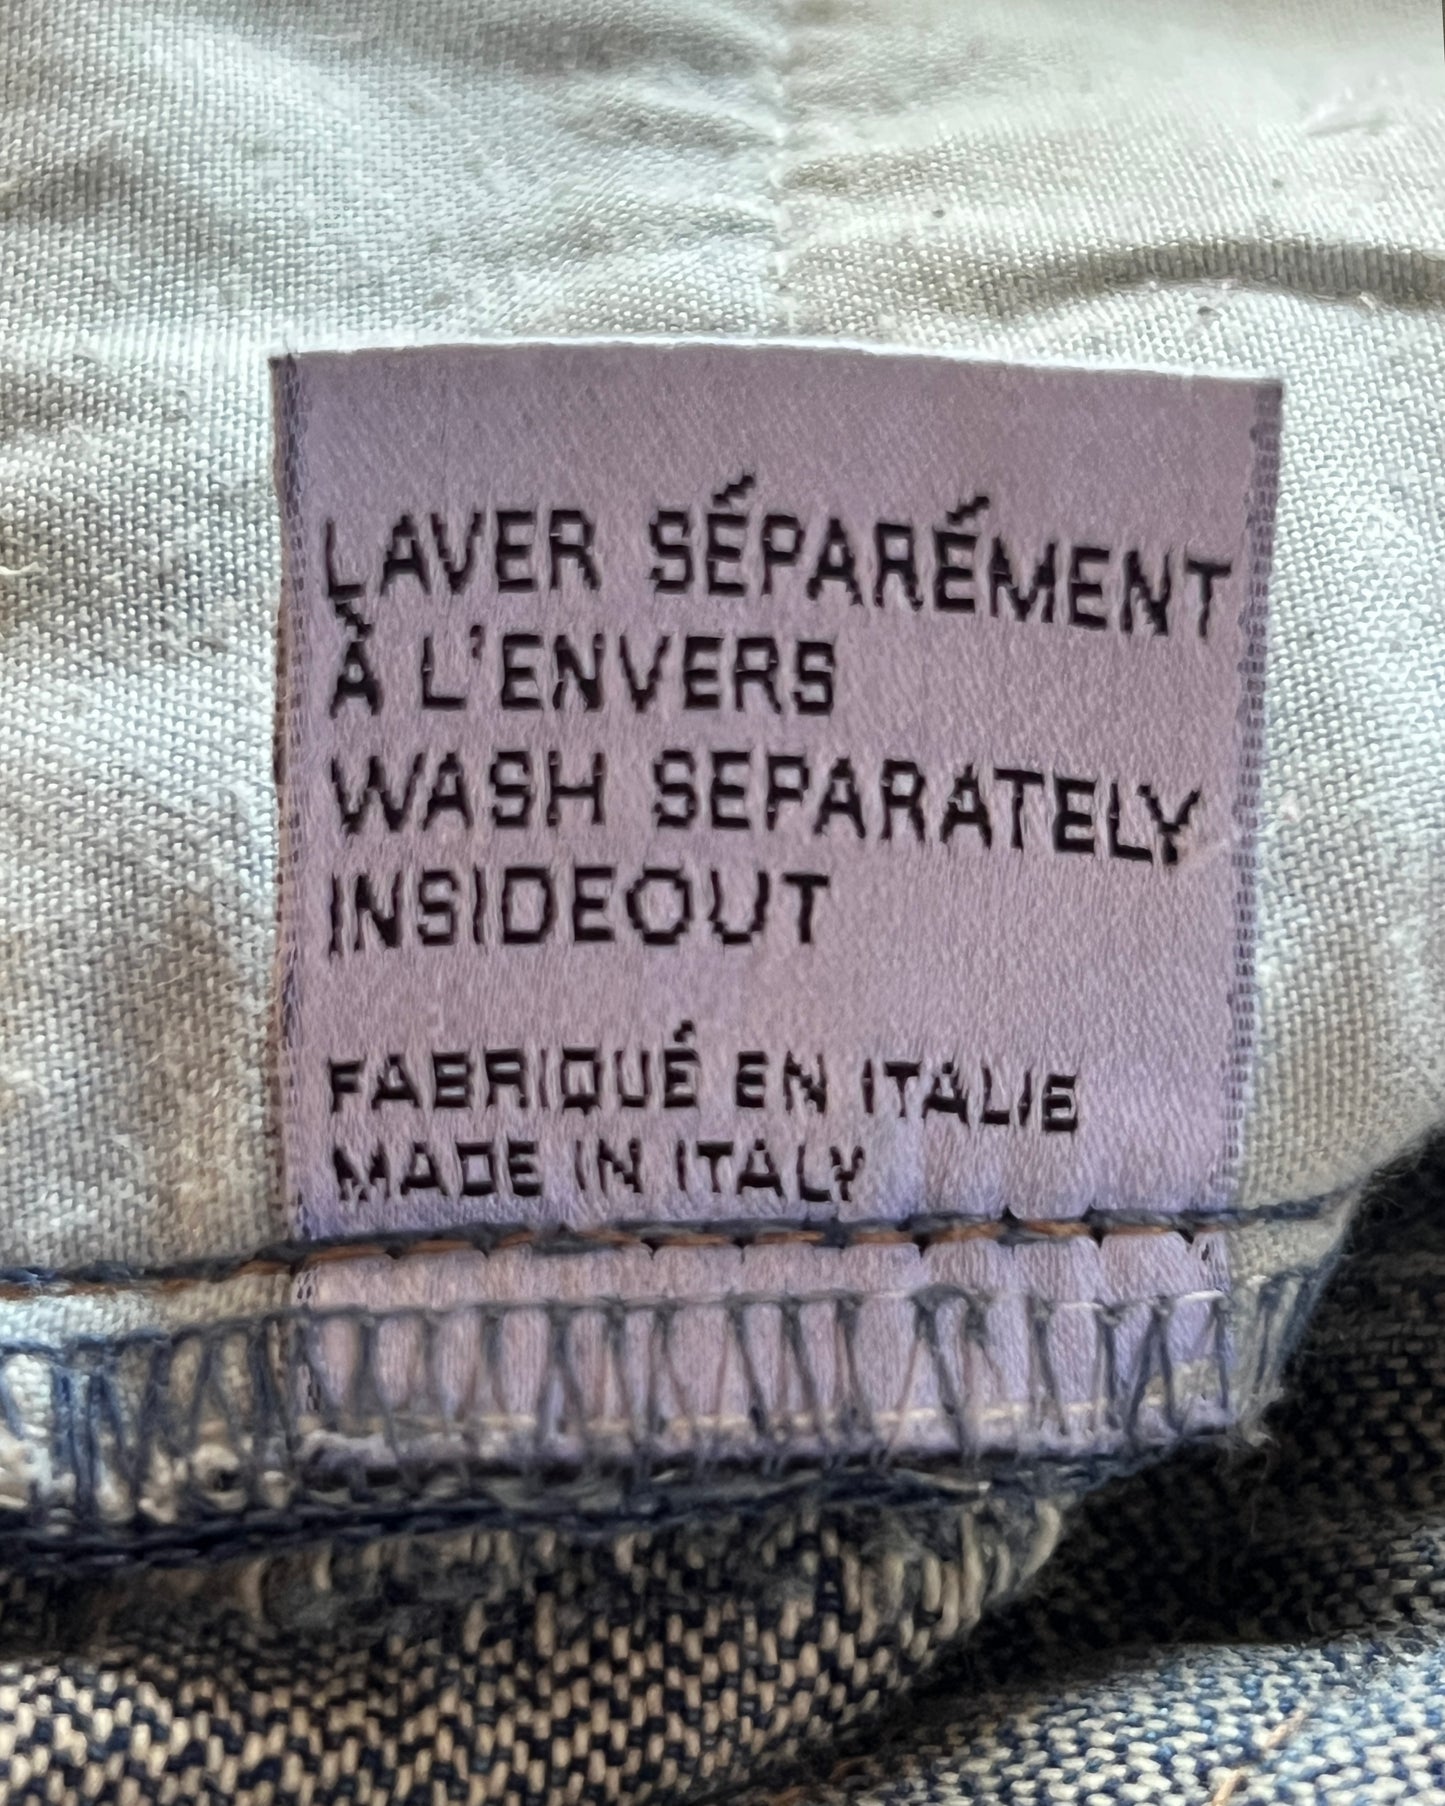 LAVER SÉPARÉMENT
À L'ENVERS
WASH SEPARATELY
INSIDEOUT
FABRIQUÉ EN ITALIE
MADE IN ITALY